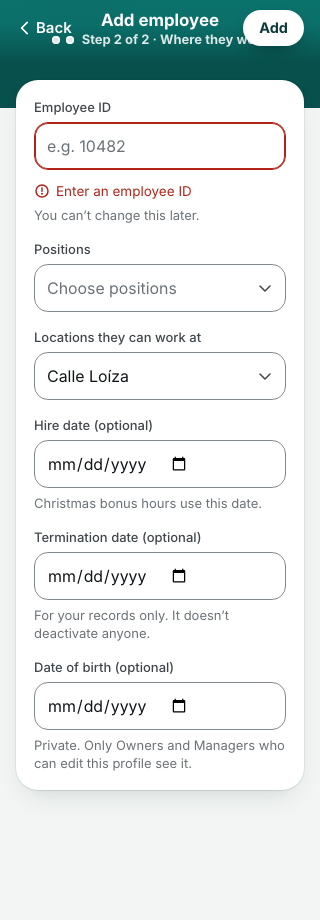 Back
Add employee
Add
Step 2 of 2 · Where they
Employee ID
e.g. 10482
Enter an employee ID
You can’t change this later.
Positions
Choose positions
Locations they can work at
Calle Loíza
Hire date (optional)
mm/dd/yyyy
Christmas bonus hours use this date.
Termination date (optional)
mm/dd/yyyy
For your records only. It doesn’t
deactivate anyone.
Date of birth (optional)
mm/dd/yyyy
Private. Only Owners and Managers who
can edit this profile see it.